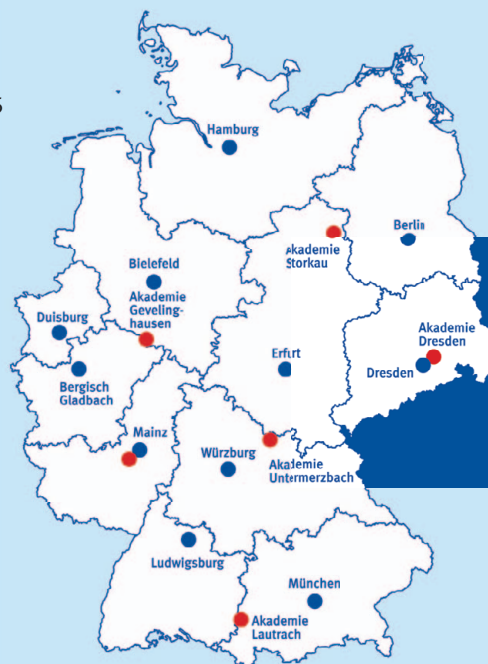 Hamburg
Berlin
Akademie
Storkau
Bielefeld
Akademie
Geveling-
hausen
Duisburg
Akademie
Dresden
Dresden
Erfurt
Bergisch
Gladbach
Mainz
Würzburg
Akademie
Untermerzbach
Ludwigsburg
München
Akademie
Lautrach